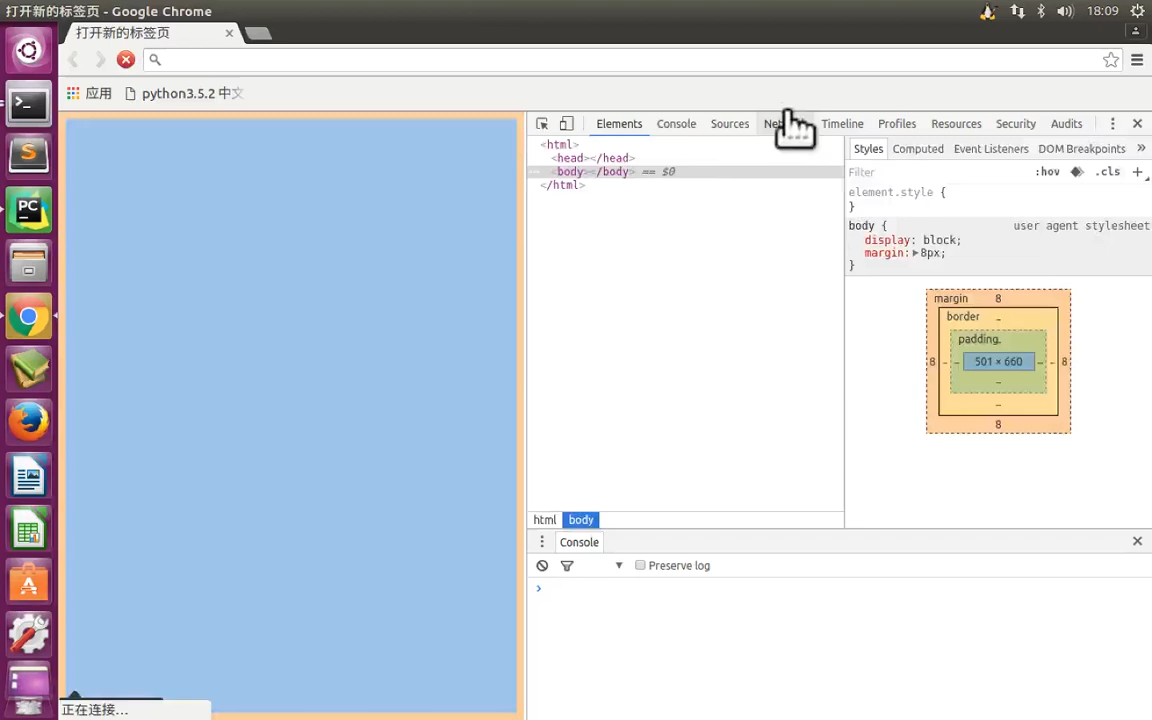 打开新的标签页 - Google Chrome
18:09
打开新的标签页
应用
python3.5.2 中文
Elements
Console
Sources
Timeline
Profiles
Resources
Security
Audits
<html>
<head></head>
<body></body> == $0
</html>
Styles
Computed
Event Listeners
DOM Breakpoints
»
Filter
:hov
.cls
+
element.style {
}
body {
user agent stylesheet
display: block;
margin: 8px;
}
margin
8
border
-
padding
-
8
-
-
501 × 660
-
-
8
-
-
8
html
body
Console
Preserve log
正在连接...